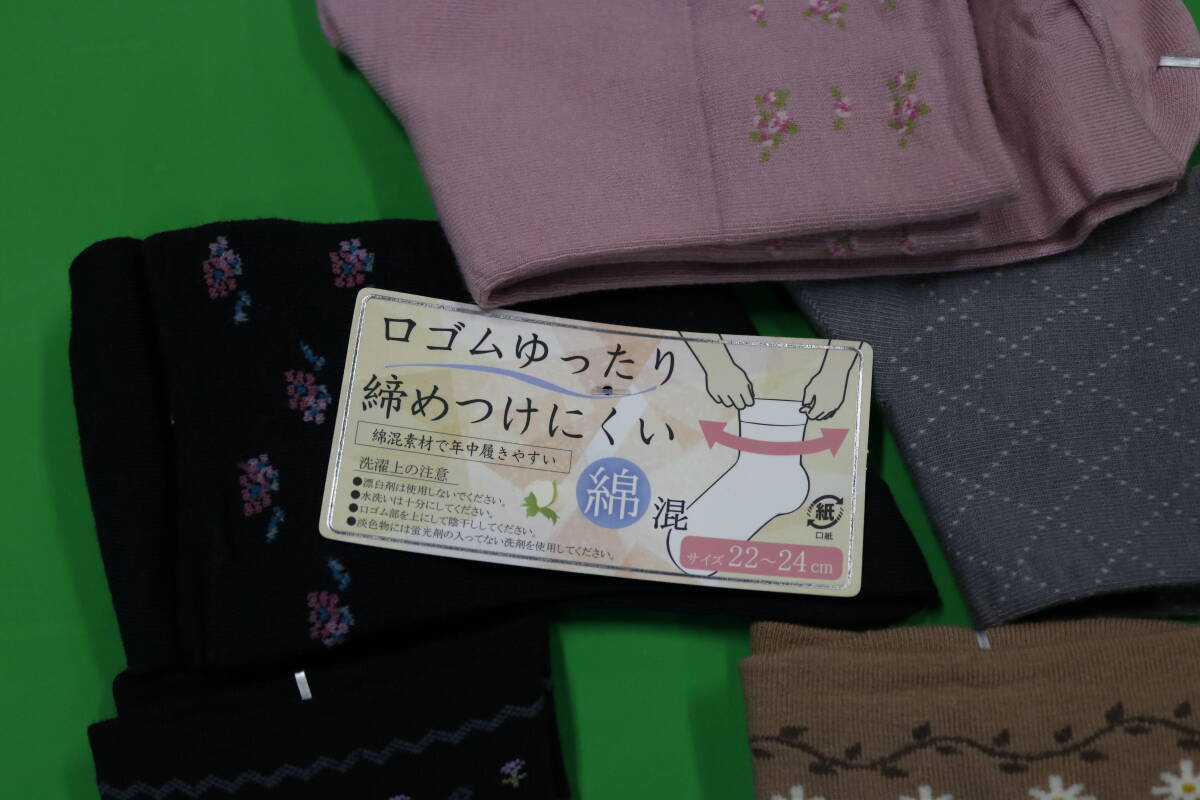 口ゴムゆったり
締めつけにくい
綿混素材で年中履きやすい
洗濯上の注意
●漂白剤は使用しないでください。
●水洗いは十分にしてください。
●口ゴム部を上にして陰干ししてください。
●淡色物には蛍光剤の入ってない洗剤を使用してください。
綿混
紙
口紙
サイズ 22～24cm